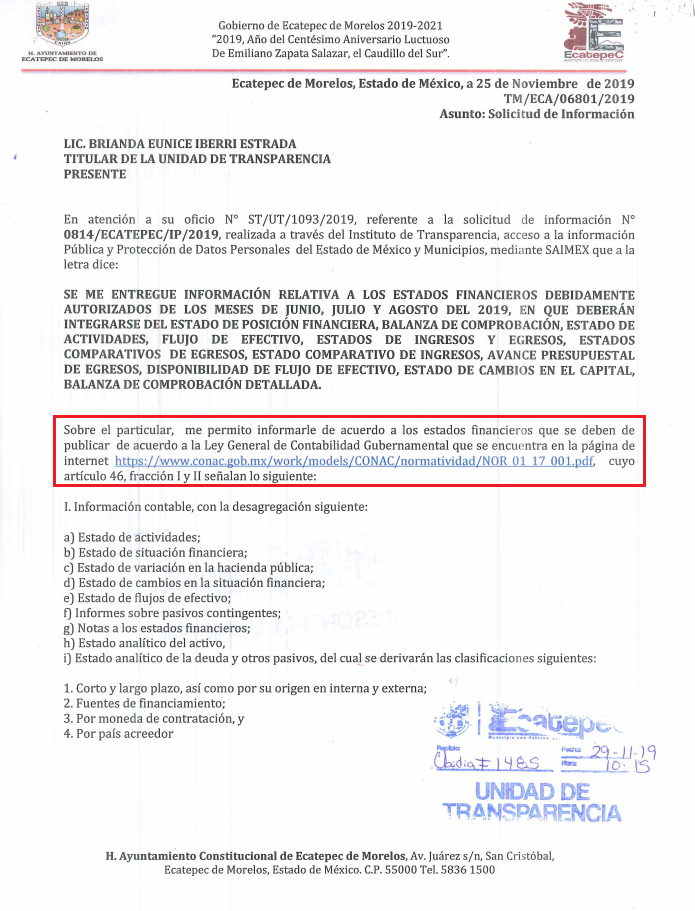 Gobierno de Ecatepec de Morelos 2019-2021
"2019, Año del Centésimo Aniversario Luctuoso
De Emiliano Zapata Salazar, el Caudillo del Sur".
H. AYUNTAMIENTO DE
ECATEPEC DE MORELOS
EcatepeC
Ecatepec de Morelos, Estado de México, a 25 de Noviembre de 2019
TM/ECA/06801/2019
Asunto: Solicitud de Información
LIC. BRIANDA EUNICE IBERRI ESTRADA
TITULAR DE LA UNIDAD DE TRANSPARENCIA
PRESENTE
En atención a su oficio N° ST/UT/1093/2019, referente a la solicitud de información N°
0814/ECATEPEC/IP/2019, realizada a través del Instituto de Transparencia, acceso a la información
Pública y Protección de Datos Personales del Estado de México y Municipios, mediante SAIMEX que a la
letra dice:
SE ME ENTREGUE INFORMACIÓN RELATIVA A LOS ESTADOS FINANCIEROS DEBIDAMENTE
AUTORIZADOS DE LOS MESES DE JUNIO, JULIO Y AGOSTO DEL 2019, EN QUE DEBERÁN
INTEGRARSE DEL ESTADO DE POSICIÓN FINANCIERA, BALANZA DE COMPROBACIÓN, ESTADO DE
ACTIVIDADES, FLUJO DE EFECTIVO, ESTADOS DE INGRESOS Y EGRESOS, ESTADOS
COMPARATIVOS DE EGRESOS, ESTADO COMPARATIVO DE INGRESOS, AVANCE PRESUPUESTAL
DE EGRESOS, DISPONIBILIDAD DE FLUJO DE EFECTIVO, ESTADO DE CAMBIOS EN EL CAPITAL,
BALANZA DE COMPROBACIÓN DETALLADA.
Sobre el particular, me permito informarle de acuerdo a los estados financieros que se deben de
publicar de acuerdo a la Ley General de Contabilidad Gubernamental que se encuentra en la página de
internet https://www.conac.gob.mx/work/models/CONAC/normatividad/NOR_01_17_001.pdf, cuyo
artículo 46, fracción I y II señalan lo siguiente:
I. Información contable, con la desagregación siguiente:
a) Estado de actividades;
b) Estado de situación financiera;
c) Estado de variación en la hacienda pública;
d) Estado de cambios en la situación financiera;
e) Estado de flujos de efectivo;
f) Informes sobre pasivos contingentes;
g) Notas a los estados financieros;
h) Estado analítico del activo,
i) Estado analítico de la deuda y otros pasivos, del cual se derivarán las clasificaciones siguientes:
1. Corto y largo plazo, así como por su origen en interna y externa;
2. Fuentes de financiamiento;
3. Por moneda de contratación, y
4. Por país acreedor
Ecatepec
Recibió: Claudia I 1485 Fecha: 29-11-19
Hora: 10:15
UNIDAD DE
TRANSPARENCIA
H. Ayuntamiento Constitucional de Ecatepec de Morelos, Av. Juárez s/n, San Cristóbal,
Ecatepec de Morelos, Estado de México. C.P. 55000 Tel. 5836 1500